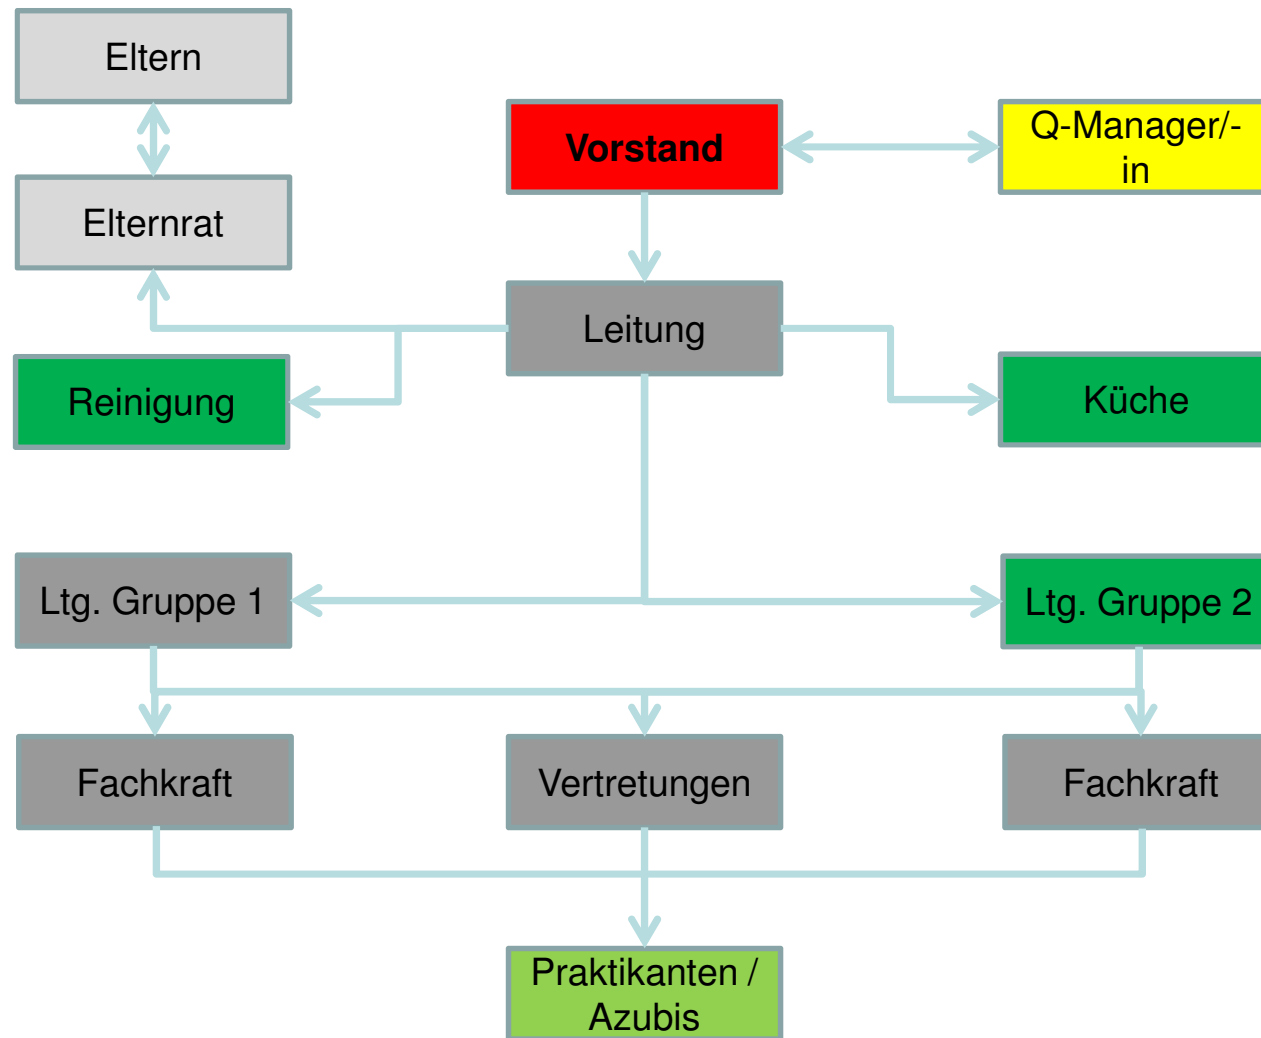 Eltern
Vorstand
Q-Manager/-
in
Elternrat
Leitung
Reinigung
Küche
Ltg. Gruppe 1
Ltg. Gruppe 2
Fachkraft
Vertretungen
Fachkraft
Praktikanten /
Azubis